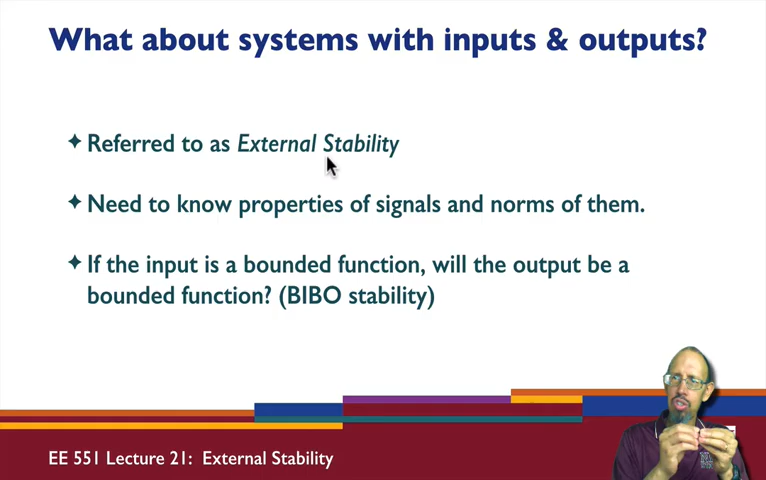 What about systems with inputs & outputs?
✦ Referred to as External Stability
✦ Need to know properties of signals and norms of them.
✦ If the input is a bounded function, will the output be a
bounded function? (BIBO stability)
EE 551 Lecture 21: External Stability